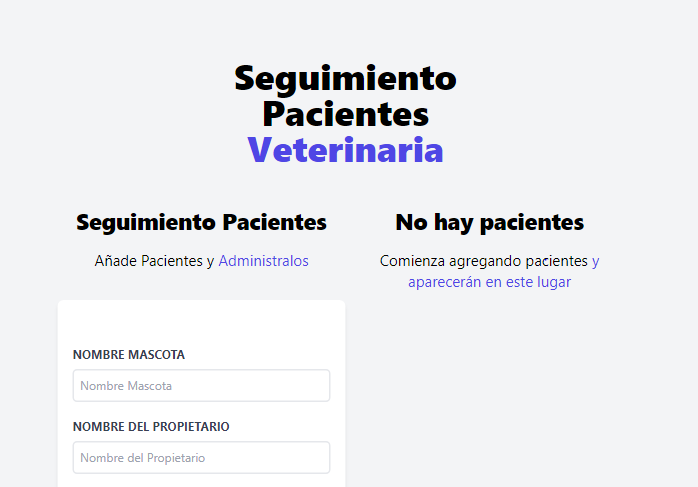 Seguimiento
Pacientes
Veterinaria
Seguimiento Pacientes
Añade Pacientes y Administralos
NOMBRE MASCOTA
Nombre Mascota
NOMBRE DEL PROPIETARIO
Nombre del Propietario
No hay pacientes
Comienza agregando pacientes y
aparecerán en este lugar